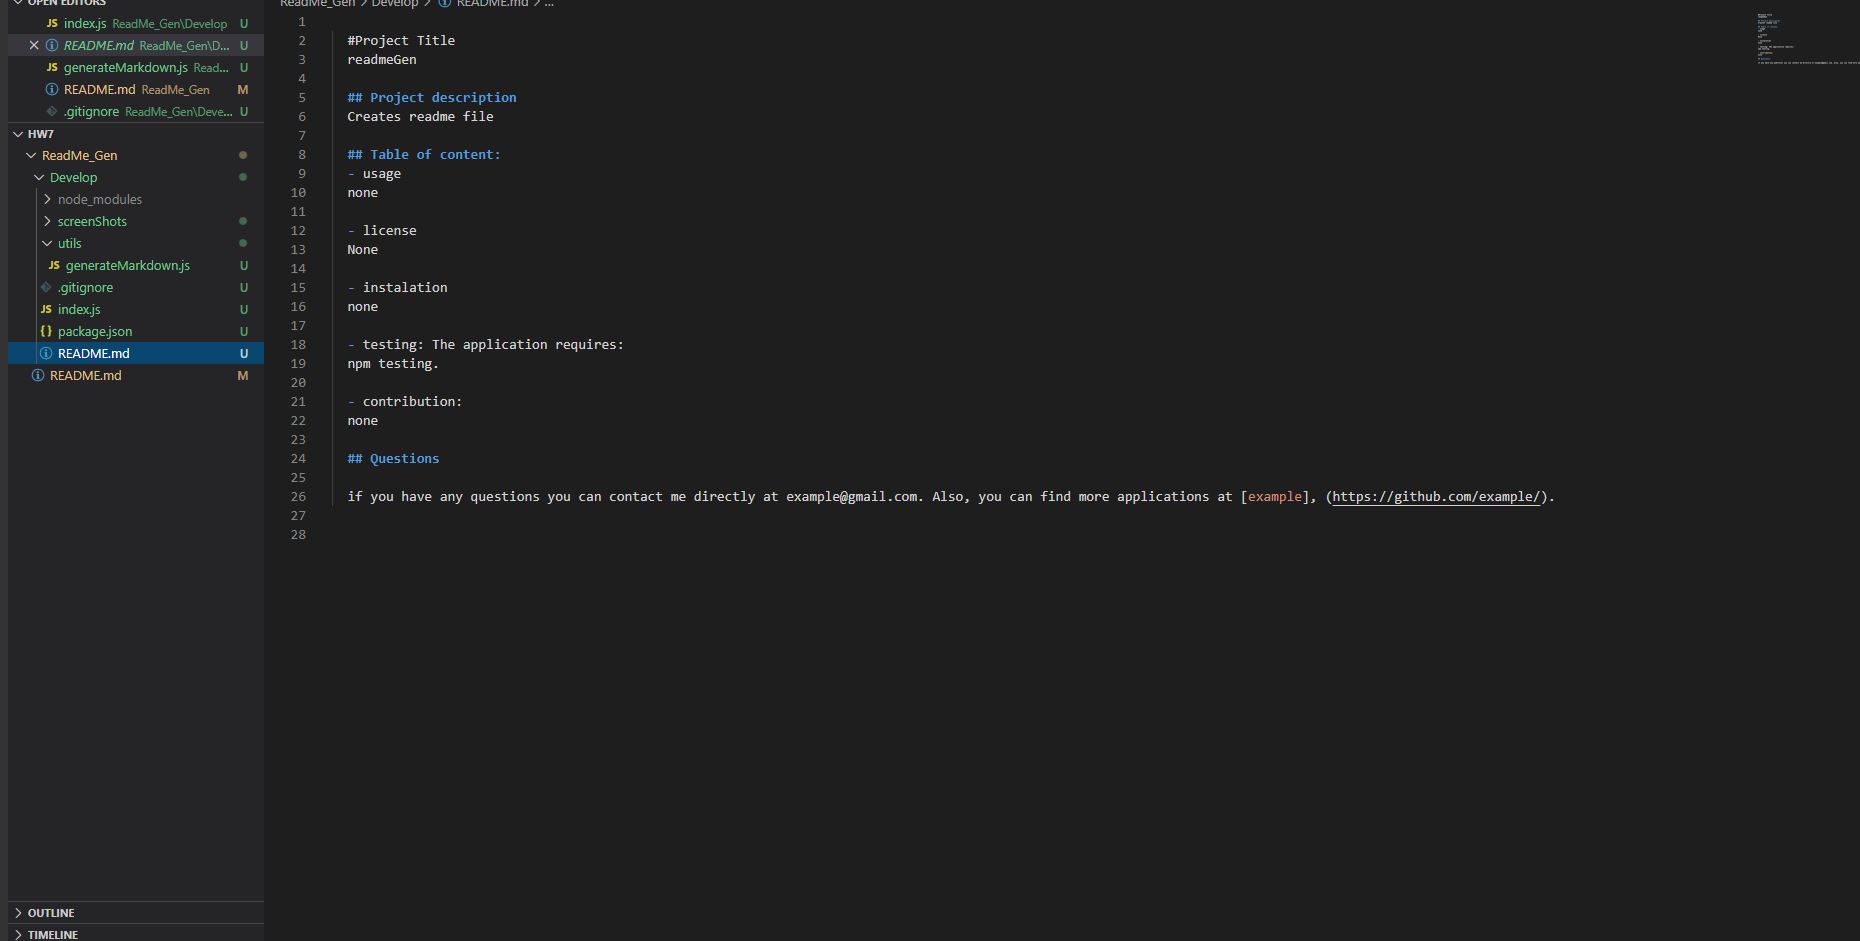 OPEN EDITORS
JS index.js ReadMe_Gen\Develop U
README.md ReadMe_Gen\D... U
JS generateMarkdown.js Read... U
README.md ReadMe_Gen M
.gitignore ReadMe_Gen\Deve... U
HW7
ReadMe_Gen
Develop
node_modules
screenShots
utils
JS generateMarkdown.js U
.gitignore U
JS index.js U
{} package.json U
README.md U
README.md M
OUTLINE
TIMELINE
ReadMe_Gen > Develop > README.md > ...
1
2 #Project Title
3 readmeGen
4
5 ## Project description
6 Creates readme file
7
8 ## Table of content:
9 - usage
10 none
11
12 - license
13 None
14
15 - instalation
16 none
17
18 - testing: The application requires:
19 npm testing.
20
21 - contribution:
22 none
23
24 ## Questions
25
26 if you have any questions you can contact me directly at example@gmail.com. Also, you can find more applications at [example], (https://github.com/example/).
27
28